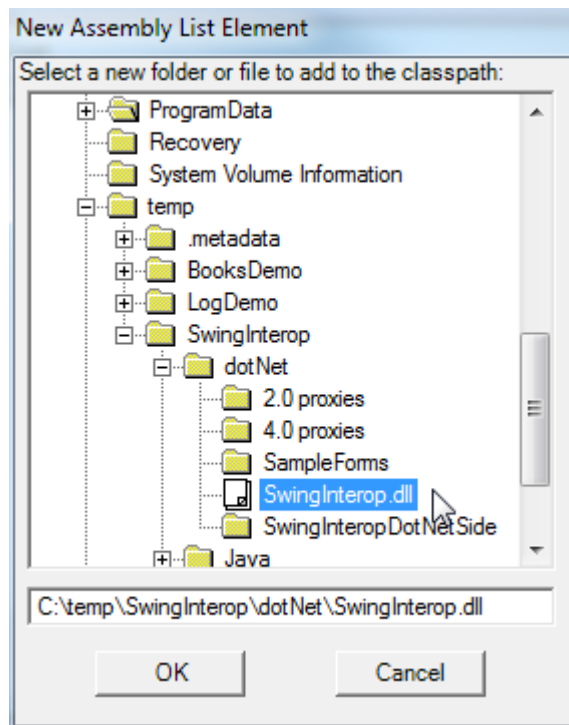 New Assembly List Element
Select a new folder or file to add to the classpath:
ProgramData
Recovery
System Volume Information
temp
.metadata
BooksDemo
LogDemo
SwingInterop
dotNet
2.0 proxies
4.0 proxies
SampleForms
SwingInterop.dll
SwingInteropDotNetSide
Java
C:\temp\SwingInterop\dotNet\SwingInterop.dll
OK Cancel